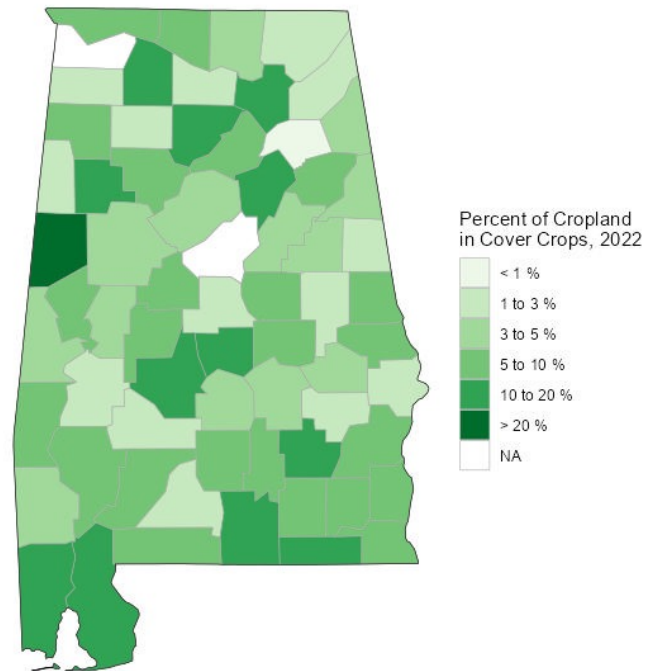 Percent of Cropland
in Cover Crops, 2022
< 1 %
1 to 3 %
3 to 5 %
5 to 10 %
10 to 20 %
> 20 %
NA